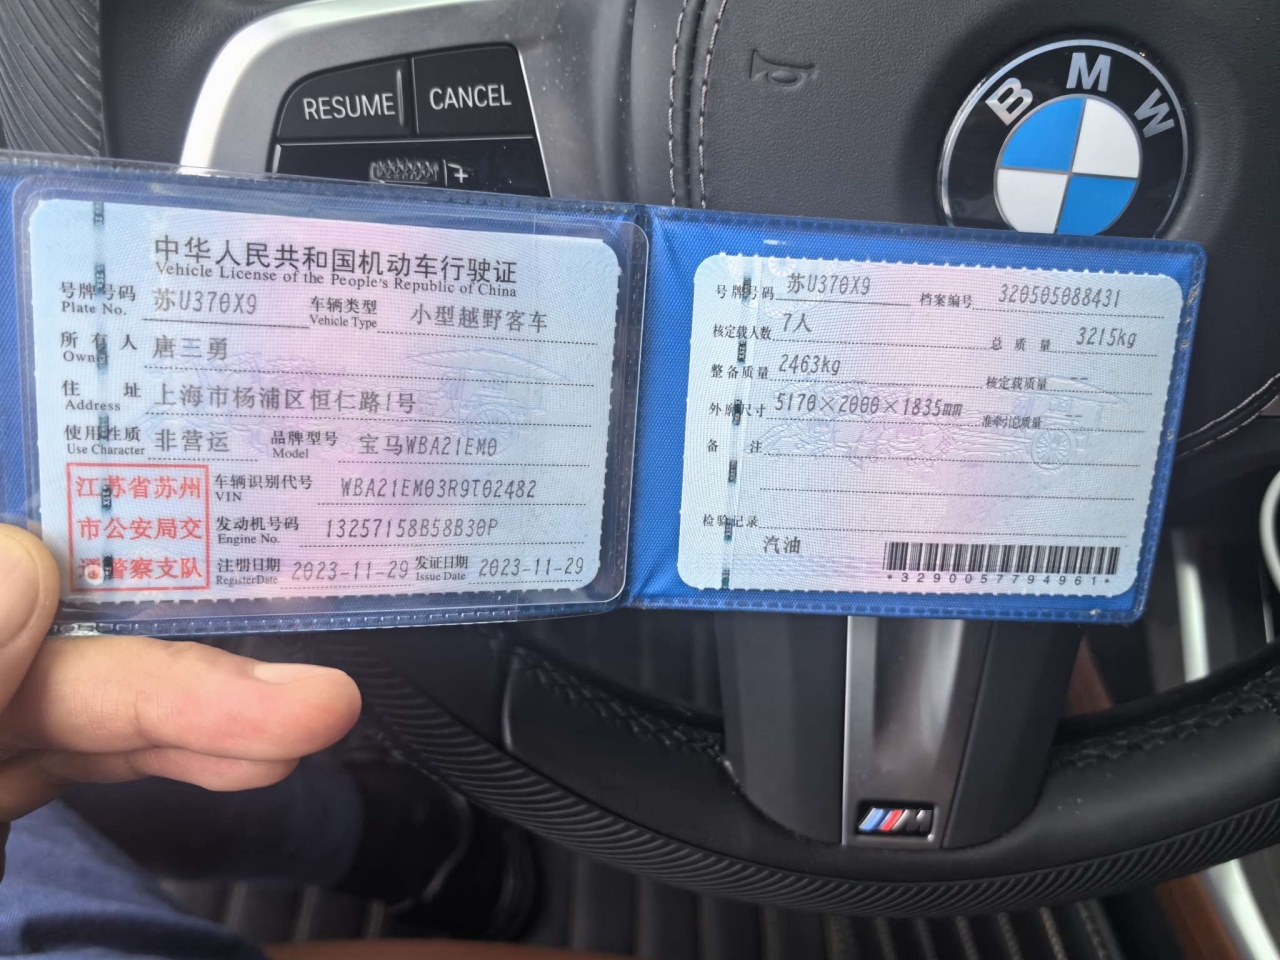 RESUME CANCEL
BMW
中华人民共和国机动车行驶证
Vehicle License of the People's Republic of China
号牌号码 苏U370X9 车辆类型 小型越野客车
Plate No. Vehicle Type
所有人 唐三勇
Owner
住址 上海市杨浦区恒仁路1号
Address
使用性质 非营运 品牌型号 宝马WBA21EM0
Use Character Model
江苏省苏州
市公安局交
通警察支队
车辆识别代号 WBA21EM03R9T02482
VIN
发动机号码 13257158B58B30P
Engine No.
注册日期 2023-11-29 发证日期 2023-11-29
Register Date Issue Date
号牌号码 苏U370X9 档案编号 320505088431
核定载人数 7人 总质量 3215kg
整备质量 2463kg 核定载质量 --
外廓尺寸 5170×2000×1835mm 准牵引总质量 --
备注
检验记录
汽油
*3290057794961*
M